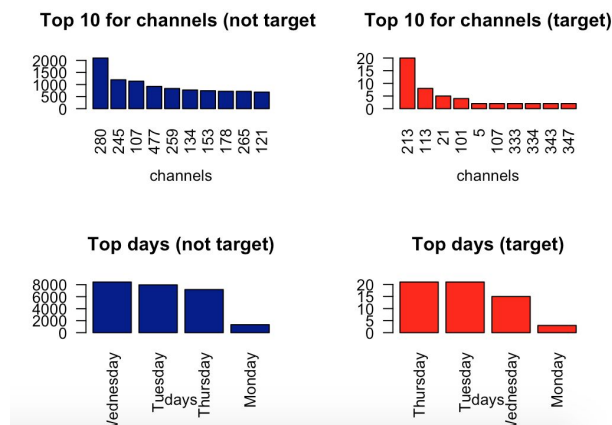 Top 10 for channels (not target
2000
1500
1000
500
0
280
245
107
477
259
134
153
178
265
121
channels
Top 10 for channels (target)
20
15
10
5
0
213
113
21
101
5
107
333
334
343
347
channels
Top days (not target)
8000
6000
4000
2000
0
Wednesday
Tuesday
Thursday
Monday
days
Top days (target)
20
15
10
5
0
Thursday
Tuesday
Wednesday
Monday
days